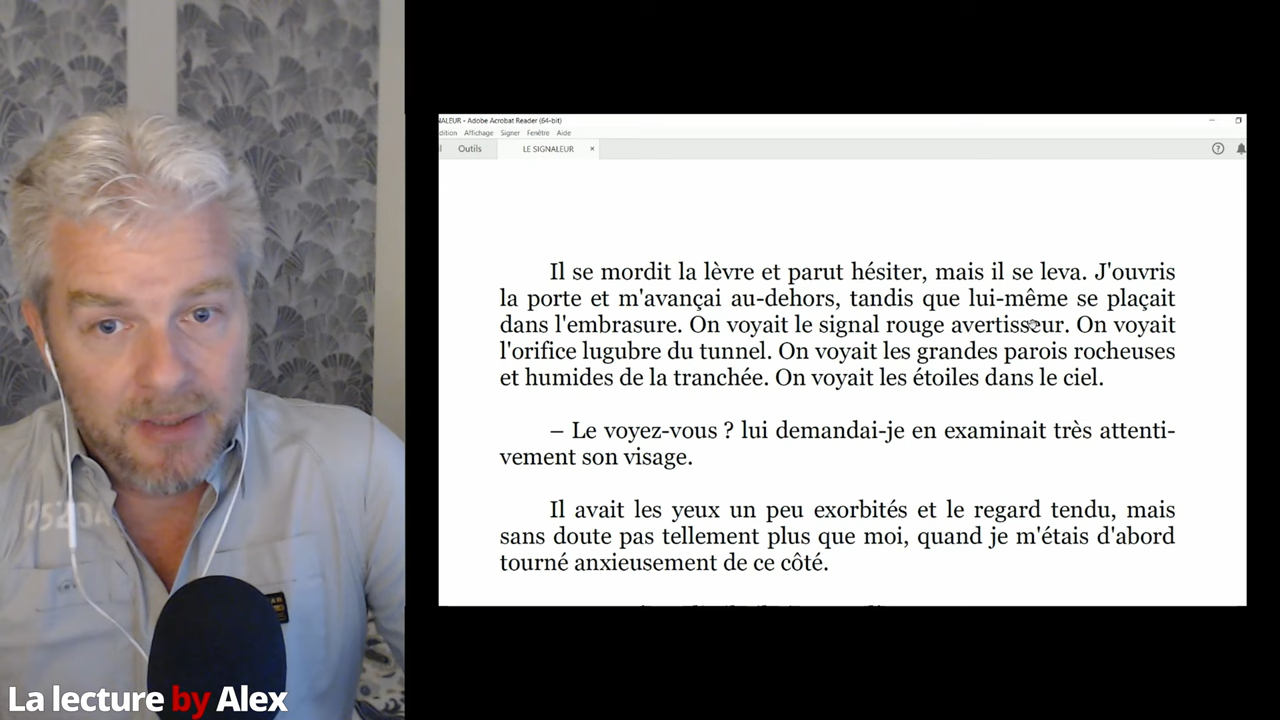 NALEUR - Adobe Acrobat Reader (64-bit)
dition Affichage Signer Fenêtre Aide
Outils LE SIGNALEUR ×
Il se mordit la lèvre et parut hésiter, mais il se leva. J'ouvris
la porte et m'avançai au-dehors, tandis que lui-même se plaçait
dans l'embrasure. On voyait le signal rouge avertisseur. On voyait
l'orifice lugubre du tunnel. On voyait les grandes parois rocheuses
et humides de la tranchée. On voyait les étoiles dans le ciel.
– Le voyez-vous ? lui demandai-je en examinait très attenti-
vement son visage.
Il avait les yeux un peu exorbités et le regard tendu, mais
sans doute pas tellement plus que moi, quand je m'étais d'abord
tourné anxieusement de ce côté.
La lecture by Alex